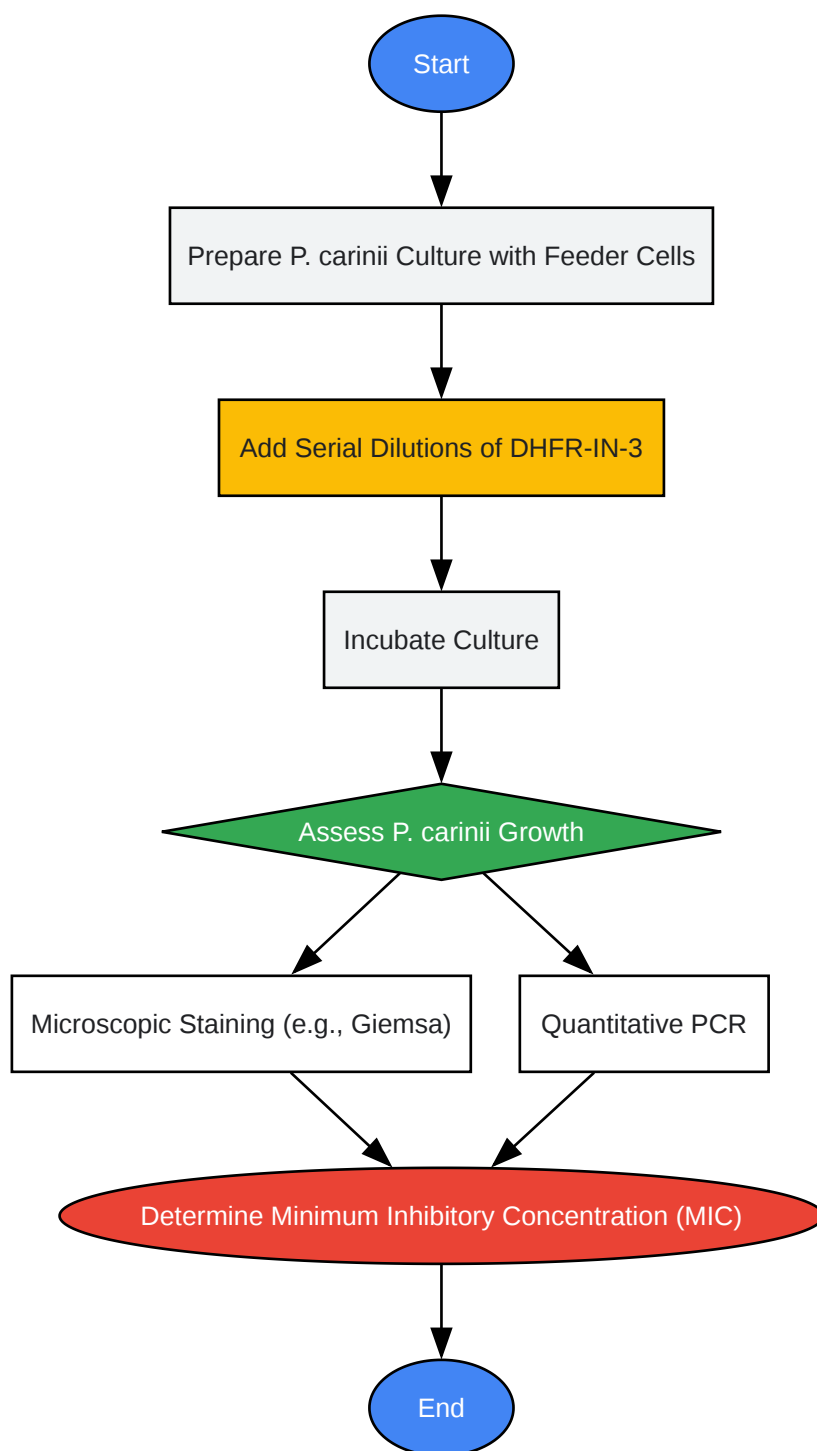 Start
Prepare P. carinii Culture with Feeder Cells
Add Serial Dilutions of DHFR-IN-3
Incubate Culture
Assess P. carinii Growth
Microscopic Staining (e.g., Giemsa)
Quantitative PCR
Determine Minimum Inhibitory Concentration (MIC)
End